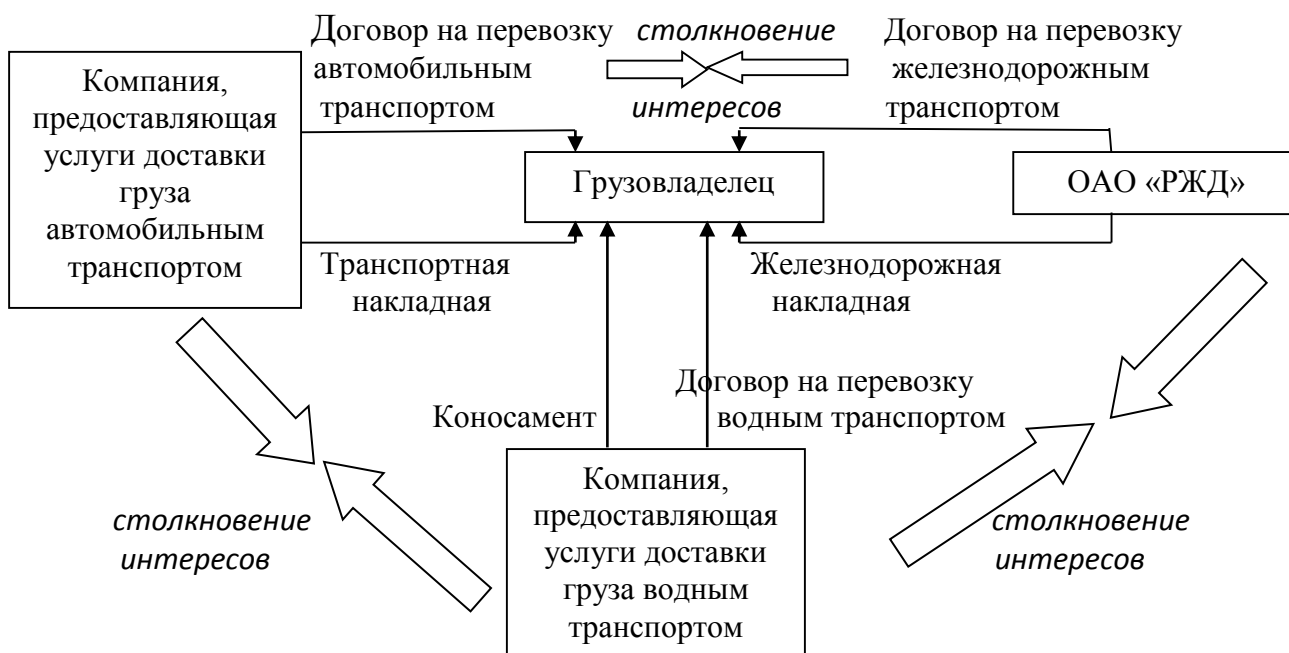 Компания,
предоставляющая
услуги доставки
груза
автомобильным
транспортом
Договор на перевозку
автомобильным
транспортом
столкновение
интересов
Договор на перевозку
железнодорожным
транспортом
Грузовладелец
ОАО «РЖД»
Транспортная
накладная
Железнодорожная
накладная
Коносамент
Договор на перевозку
водным транспортом
столкновение
интересов
Компания,
предоставляющая
услуги доставки
груза водным
транспортом
столкновение
интересов